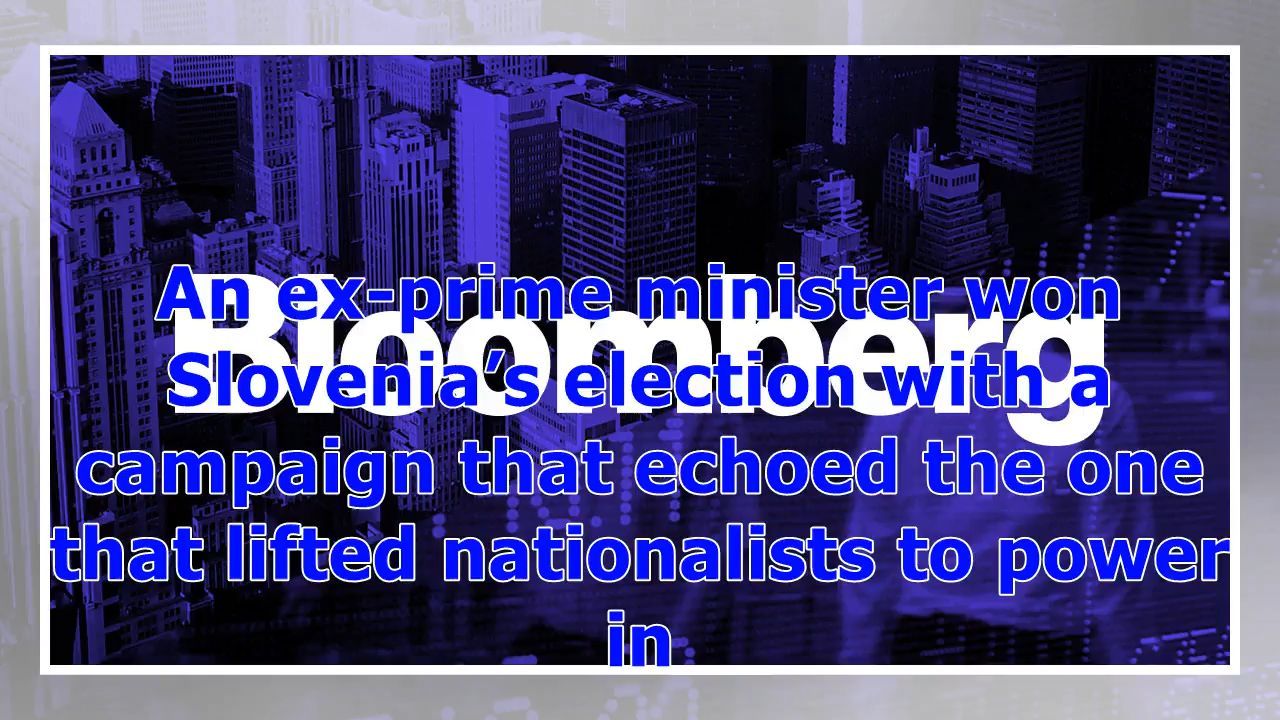 An ex-prime minister won
Bloomberg
Slovenia’s election with a
campaign that echoed the one
that lifted nationalists to power
in